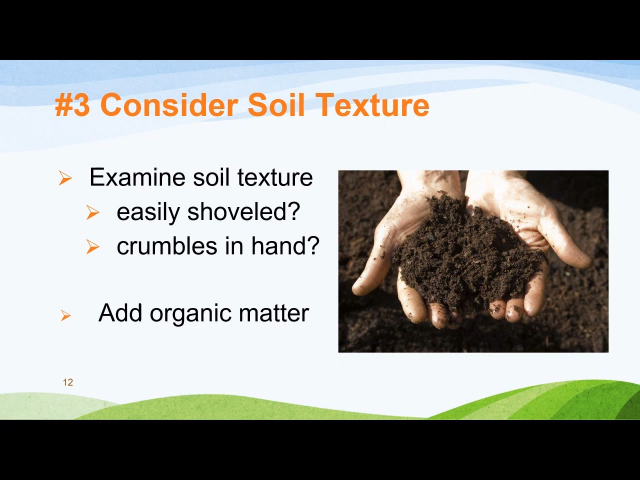 #3 Consider Soil Texture
Examine soil texture
easily shoveled?
crumbles in hand?
Add organic matter
12